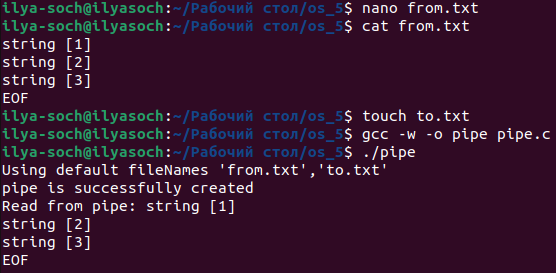 ilya-soch@ilyasoch:~/Рабочий стол/os_5$ nano from.txt
ilya-soch@ilyasoch:~/Рабочий стол/os_5$ cat from.txt
string [1]
string [2]
string [3]
EOF
ilya-soch@ilyasoch:~/Рабочий стол/os_5$ touch to.txt
ilya-soch@ilyasoch:~/Рабочий стол/os_5$ gcc -w -o pipe pipe.c
ilya-soch@ilyasoch:~/Рабочий стол/os_5$ ./pipe
Using default fileNames 'from.txt','to.txt'
pipe is successfully created
Read from pipe: string [1]
string [2]
string [3]
EOF